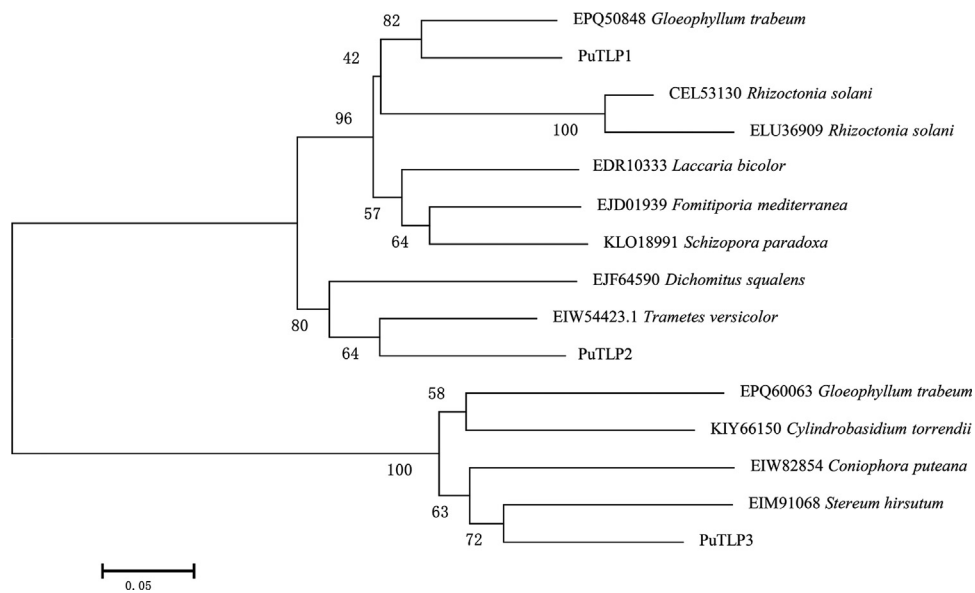 82
EPQ50848 Gloeophyllum trabeum
PuTLP1
42
CEL53130 Rhizoctonia solani
100
ELU36909 Rhizoctonia solani
96
EDR10333 Laccaria bicolor
57
EJD01939 Fomitiporia mediterranea
64
KLO18991 Schizopora paradoxa
EJF64590 Dichomitus squalens
80
EIW54423.1 Trametes versicolor
64
PuTLP2
58
EPQ60063 Gloeophyllum trabeum
KIY66150 Cylindrobasidium torrendii
100
EIW82854 Coniophora puteana
63
EIM91068 Stereum hirsutum
72
PuTLP3
0.05